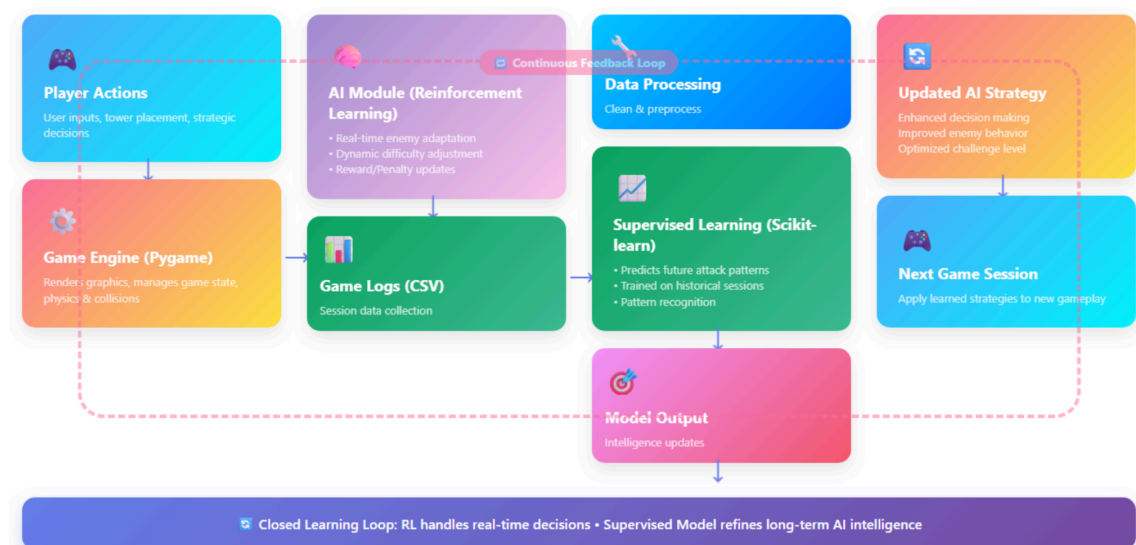 Continuous Feedback Loop
Player Actions
User inputs, tower placement, strategic
decisions
Game Engine (Pygame)
Renders graphics, manages game state,
physics & collisions
AI Module (Reinforcement
Learning)
• Real-time enemy adaptation
• Dynamic difficulty adjustment
• Reward/Penalty updates
Game Logs (CSV)
Session data collection
Data Processing
Clean & preprocess
Supervised Learning (Scikit-
learn)
• Predicts future attack patterns
• Trained on historical sessions
• Pattern recognition
Model Output
Intelligence updates
Updated AI Strategy
Enhanced decision making
Improved enemy behavior
Optimized challenge level
Next Game Session
Apply learned strategies to new gameplay
Closed Learning Loop: RL handles real-time decisions • Supervised Model refines long-term AI intelligence